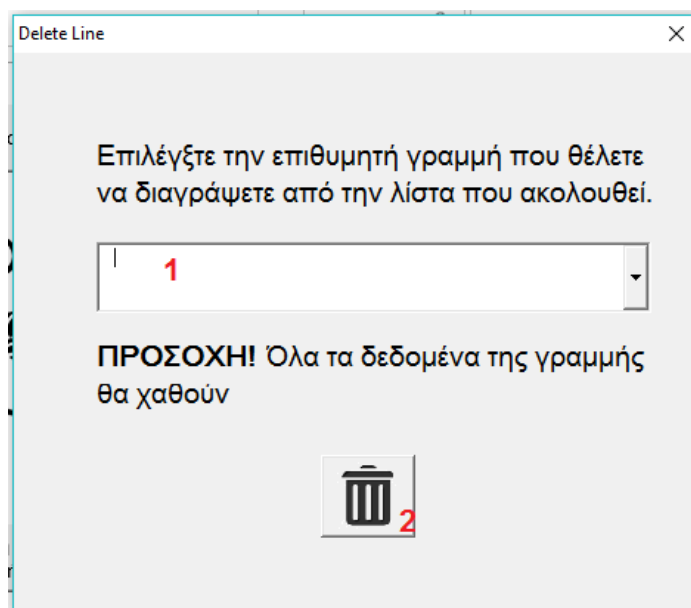 Delete Line
Επιλέγξτε την επιθυμητή γραμμή που θέλετε
να διαγράψετε από την λίστα που ακολουθεί.
1
ΠΡΟΣΟΧΗ! Όλα τα δεδομένα της γραμμής
θα χαθούν
2